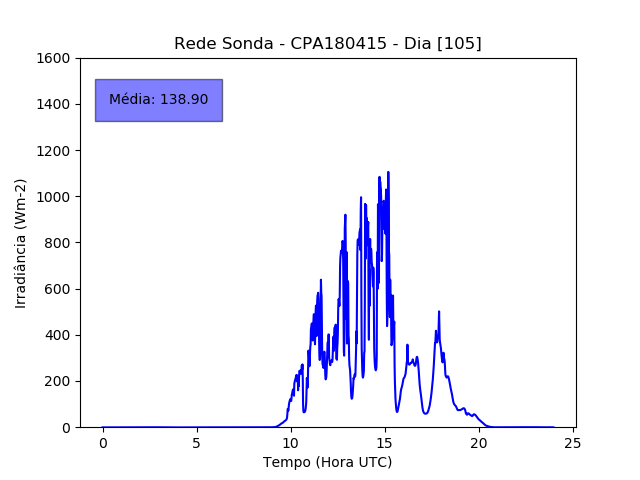 Rede Sonda - CPA180415 - Dia [105]
1600
1400
1200
1000
800
600
400
200
0
Irradiância (Wm-2)
Média: 138.90
0 5 10 15 20 25
Tempo (Hora UTC)